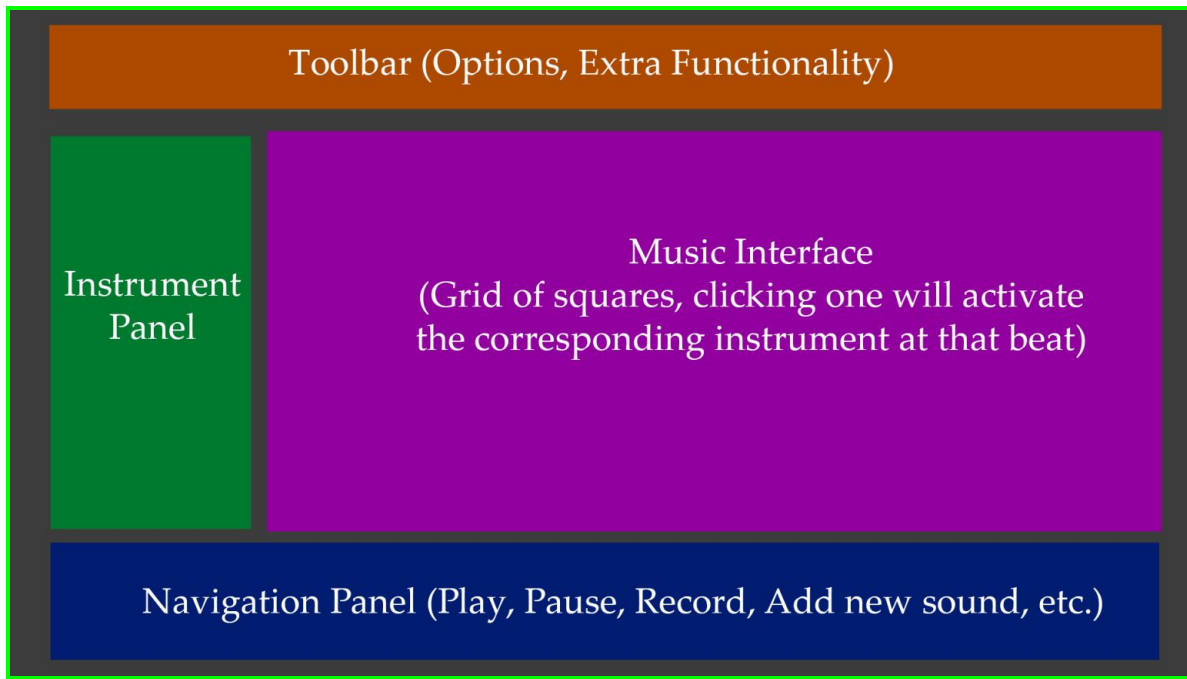 Toolbar (Options, Extra Functionality)
Instrument
Panel
Music Interface
(Grid of squares, clicking one will activate
the corresponding instrument at that beat)
Navigation Panel (Play, Pause, Record, Add new sound, etc.)